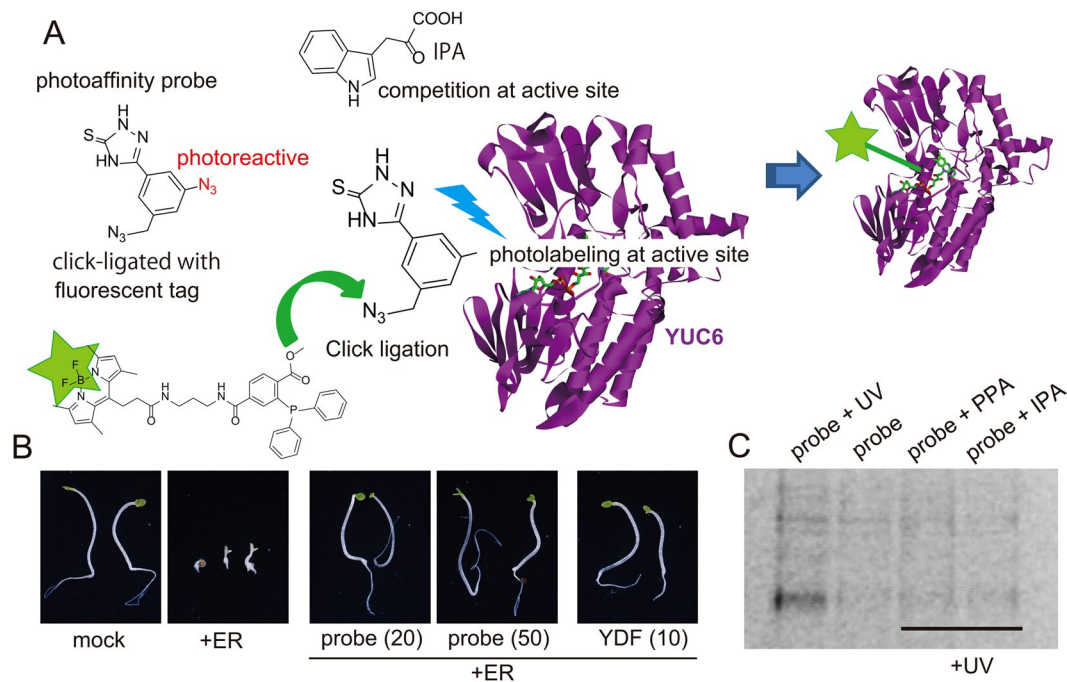 A
COOH
IPA
O
N
H
competition at active site
photoaffinity probe
H
N
S
N
HN
photoreactive
N₃
N₃
click-ligated with
fluorescent tag
H
N
S
N
HN
photolabeling at active site
N₃
Click ligation
YUC6
F
F
B
N
N
O
H
N
H
N
O
O
O
P
B
mock
+ER
probe (20)
probe (50)
YDF (10)
+ER
C
probe + UV
probe
probe + PPA
probe + IPA
+UV